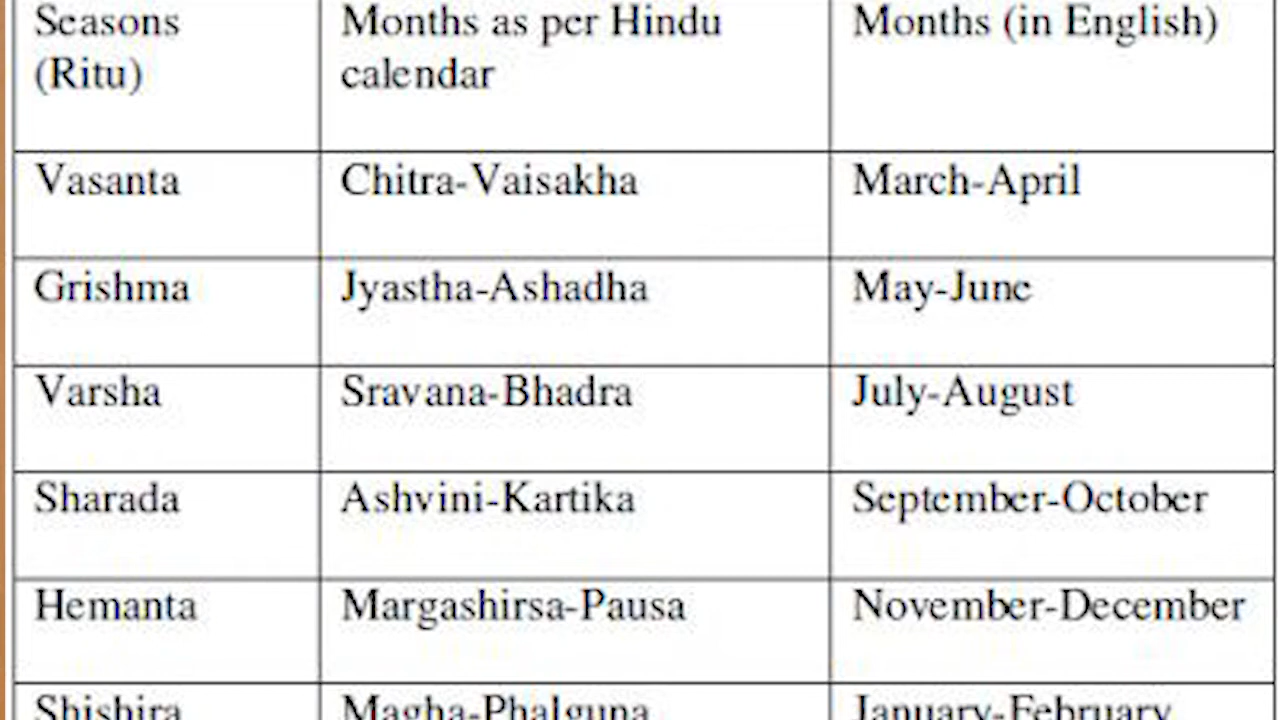 Seasons (Ritu)
Months as per Hindu calendar
Months (in English)
Vasanta
Chitra-Vaisakha
March-April
Grishma
Jyastha-Ashadha
May-June
Varsha
Sravana-Bhadra
July-August
Sharada
Ashvini-Kartika
September-October
Hemanta
Margashirsa-Pausa
November-December
Shishira
Magha-Phalguna
January-February